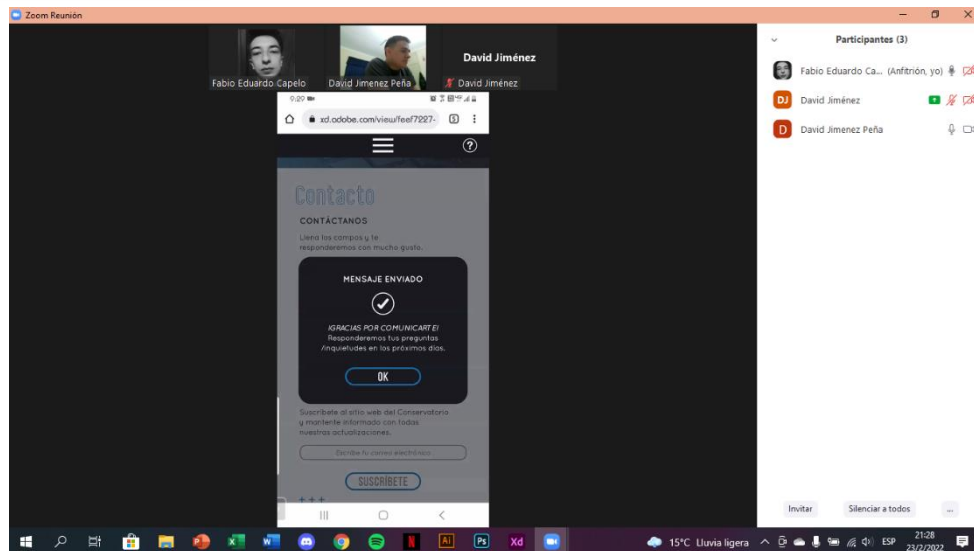 Zoom Reunión
David Jiménez
Fabio Eduardo Capelo
David Jimenez Peña
David Jiménez
Participantes (3)
Fabio Eduardo Ca... (Anfitrión, yo)
DJ
David Jiménez
D
David Jimenez Peña
xd.adobe.com/view/feef7227-
?
Contacto
CONTÁCTANOS
Llena los campos y te
responderemos con mucho gusto.
MENSAJE ENVIADO
¡GRACIAS POR COMUNICARTE!
Responderemos tus preguntas
/inquietudes en los próximos días.
OK
Suscríbete al sitio web del Conservatorio
y mantente informado con todas
nuestras actualizaciones.
Escribe tu correo electrónico
SUSCRÍBETE
+++
Invitar
Silenciar a todos
...
Ai
Ps
Xd
15°C Lluvia ligera
ESP
21:28
23/2/2022